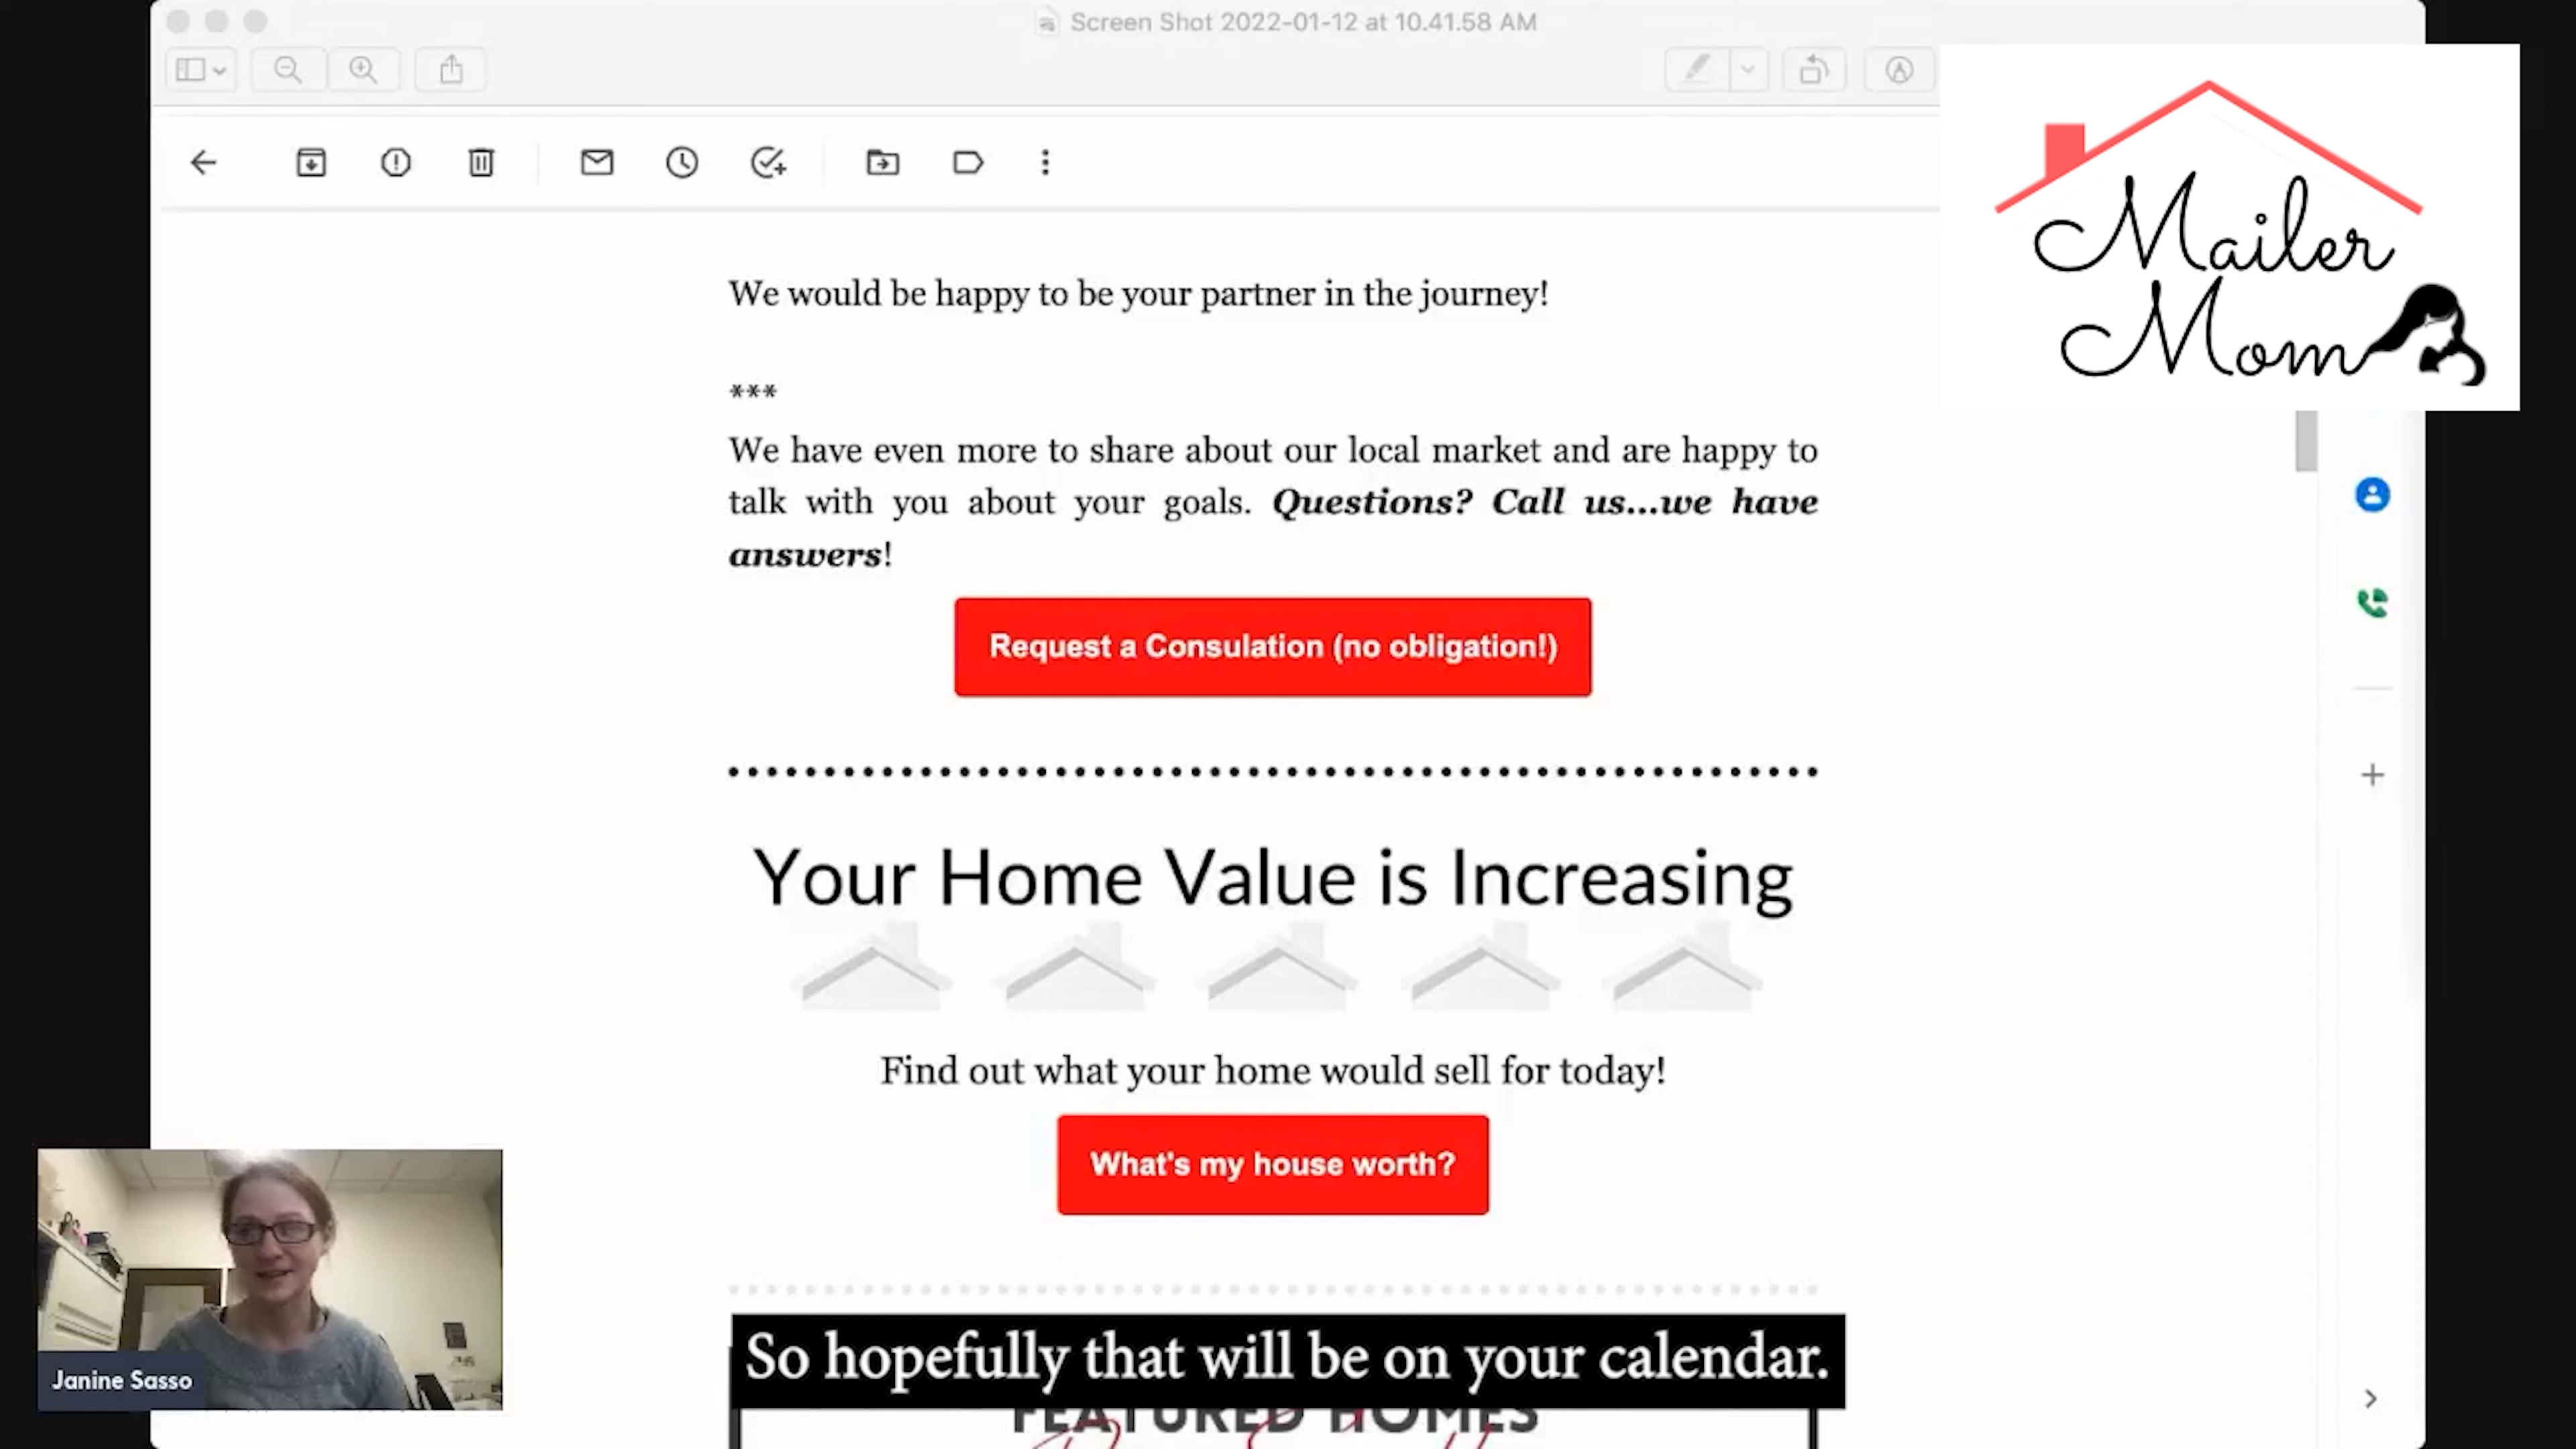 Screen Shot 2022-01-12 at 10.41.58 AM
Mailer
Mom
We would be happy to be your partner in the journey!
***
We have even more to share about our local market and are happy to
talk with you about your goals. Questions? Call us...we have
answers!
Request a Consulation (no obligation!)
Your Home Value is Increasing
Find out what your home would sell for today!
What's my house worth?
So hopefully that will be on your calendar.
FEATURED HOMES
Janine Sasso